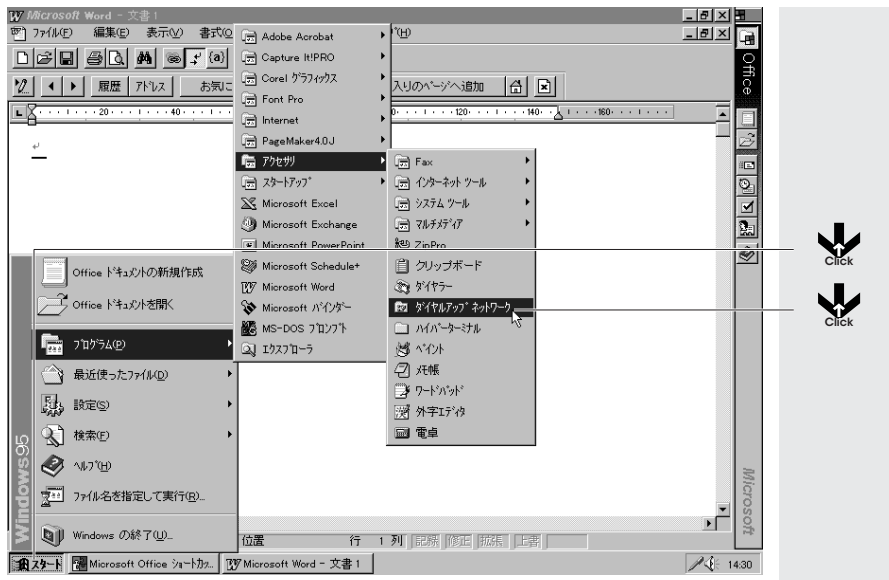 Microsoft Word - 文書 1
ﾌｧｲﾙ(F) 編集(E) 表示(V) 書式(O
ﾌﾟ(H)
履歴 ｱﾄﾞﾚｽ お気に
入りのﾍﾟｰｼﾞへ追加
20 40
120 140 160
Adobe Acrobat
Capture It!PRO
Corel ｸﾞﾗﾌｨｯｸｽ
Font Pro
Internet
PageMaker4.0J
ｱｸｾｻﾘ
ｽﾀｰﾄｱｯﾌﾟ
Microsoft Excel
Microsoft Exchange
Microsoft PowerPoint
Microsoft Schedule+
Microsoft Word
Microsoft ﾊﾞｲﾝﾀﾞｰ
MS-DOS ﾌﾟﾛﾝﾌﾟﾄ
ｴｸｽﾌﾟﾛｰﾗ
Fax
ｲﾝﾀｰﾈｯﾄ ﾂｰﾙ
ｼｽﾃﾑ ﾂｰﾙ
ﾏﾙﾁﾒﾃﾞｨｱ
ZipPro
クリップボード
ﾀﾞｲﾔﾗｰ
ﾀﾞｲﾔﾙｱｯﾌﾟ ﾈｯﾄﾜｰｸ
ﾊｲﾊﾟｰﾀｰﾐﾅﾙ
ﾍﾟｲﾝﾄ
ﾒﾓ帳
ﾜｰﾄﾞﾊﾟｯﾄﾞ
外字ｴﾃﾞｨﾀ
電卓
Office ﾄﾞｷｭﾒﾝﾄの新規作成
Office ﾄﾞｷｭﾒﾝﾄを開く
ﾌﾟﾛｸﾞﾗﾑ(P)
最近使ったﾌｧｲﾙ(D)
設定(S)
検索(F)
ﾍﾙﾌﾟ(H)
ﾌｧｲﾙ名を指定して実行(R)...
Windows の終了(U)...
Windows95
Office
Microsoft
Click
Click
位置 行 1 列 記録 修正 拡張 上書
ｽﾀｰﾄ Microsoft Office ｼｮｰﾄｶｯ... Microsoft Word - 文書 1 14:30